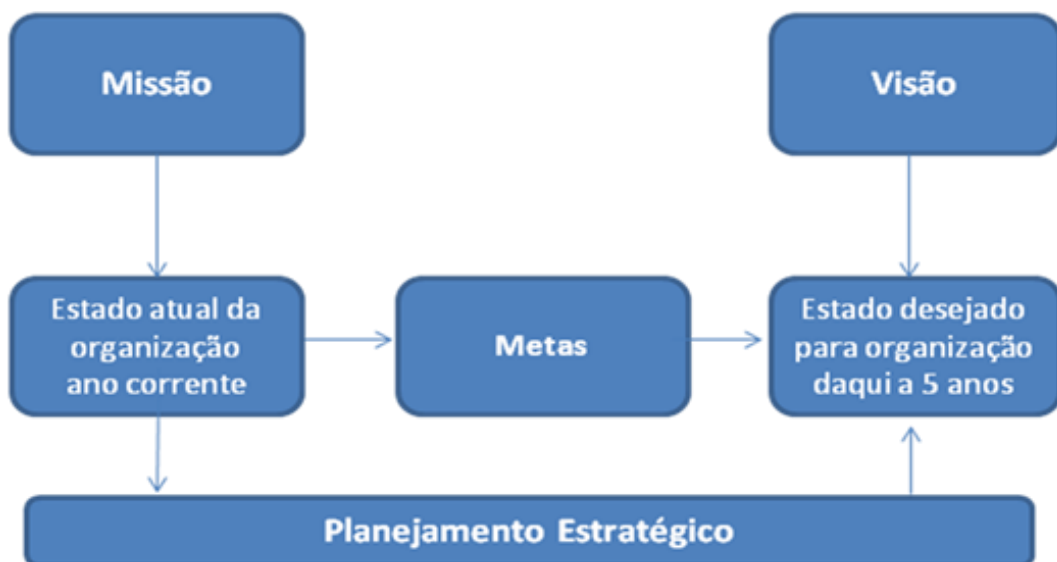 Missão
Visão
Estado atual da
organização
ano corrente
Metas
Estado desejado
para organização
daqui a 5 anos
Planejamento Estratégico